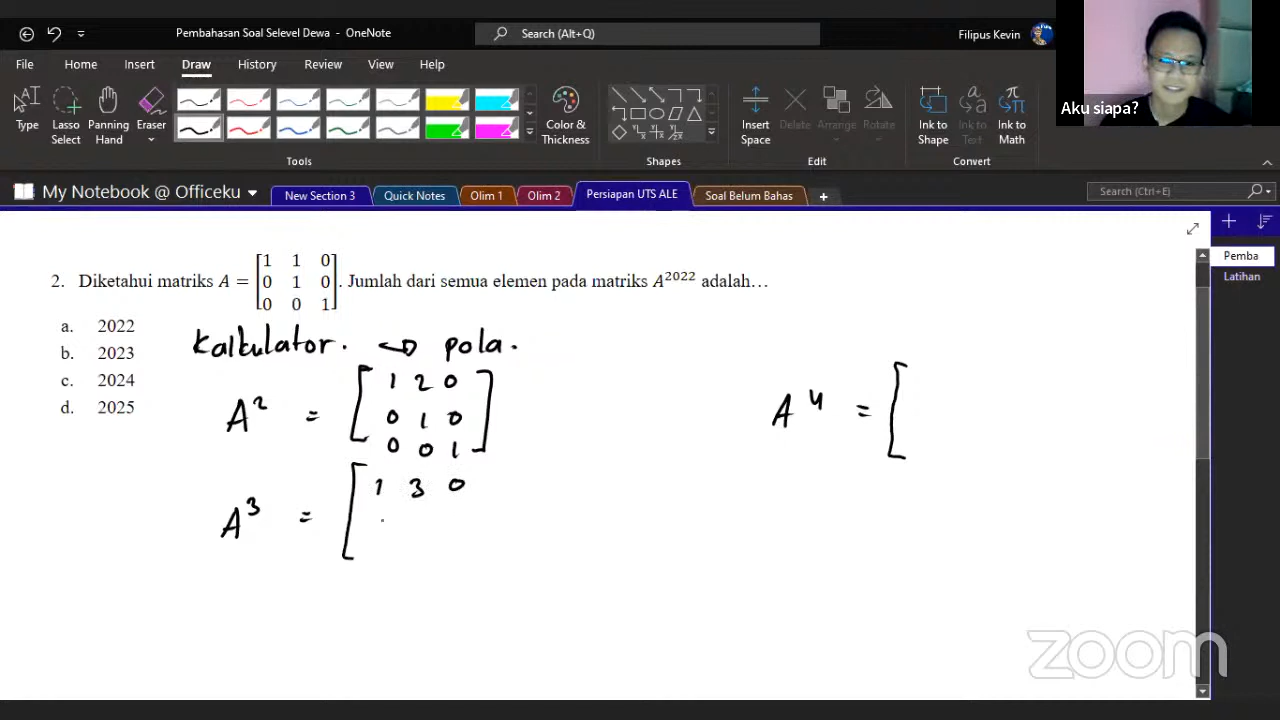 Pembahasan Soal Selevel Dewa - OneNote
Search (Alt+Q)
Filipus Kevin
Aku siapa?
File Home Insert Draw History Review View Help
Type
Lasso Select
Panning Hand
Eraser
Color & Thickness
Insert Space
Delete
Arrange
Rotate
Ink to Shape
Ink to Text
Ink to Math
Tools Shapes Edit Convert
My Notebook @ Officeku
New Section 3
Quick Notes
Olim 1
Olim 2
Persiapan UTS ALE
Soal Belum Bahas
Search (Ctrl+E)
Pemba
Latihan
2. Diketahui matriks A = [1 1 0
0 1 0
0 0 1]. Jumlah dari semua elemen pada matriks A^2022 adalah…
a. 2022
b. 2023
c. 2024
d. 2025
Kalkulator. ↪ pola.
A^2 = [1 2 0
0 1 0
0 0 1]
A^3 = [1 3 0
A^4 = [
zoom